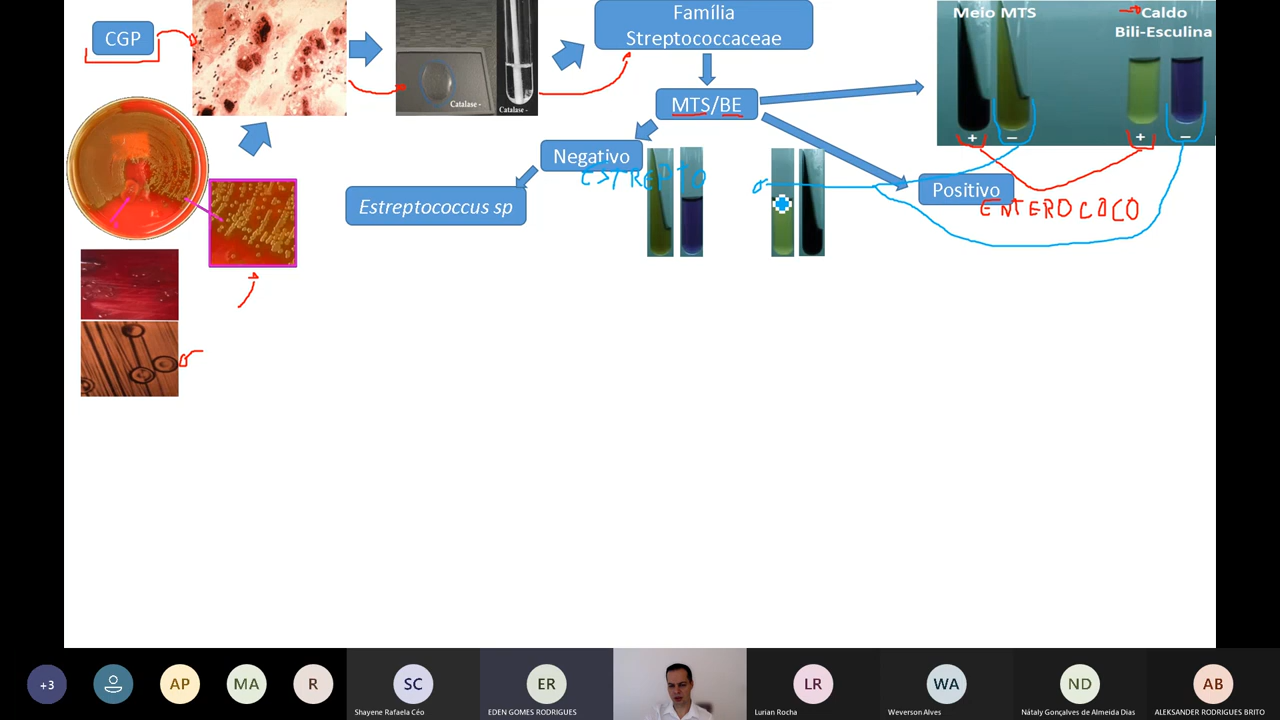 CGP
Catalase -
Catalase -
Família
Streptococcaceae
MTS/BE
Meio MTS
Caldo
Bili-Esculina
+
−
+
−
Negativo
ESTREPTO
Estreptococcus sp
Positivo
ENTEROCOCO
+3
AP
MA
R
SC
Shayene Rafaela Céo
ER
EDEN GOMES RODRIGUES
LR
Lurian Rocha
WA
Weverson Alves
ND
Nátaly Gonçalves de Almeida Dias
AB
ALEKSANDER RODRIGUES BRITO